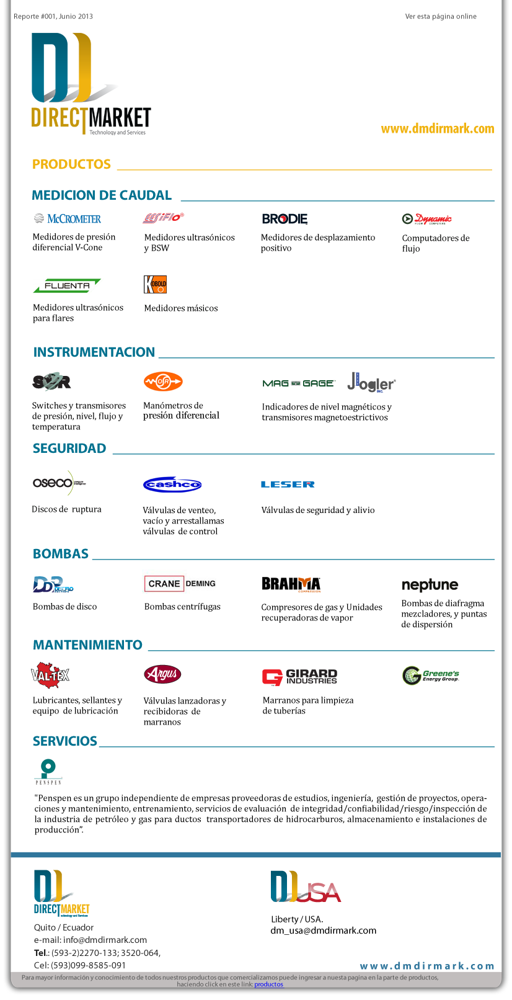 Reporte #001, Junio 2013
Ver esta página online
DIRECTMARKET
Technology and Services
www.dmdirmark.com
PRODUCTOS
MEDICION DE CAUDAL
McCROMETER
BRODIE
Dynamic
FLOW COMPUTERS
Medidores de presión
diferencial V-Cone
Medidores ultrasónicos
y BSW
Medidores de desplazamiento
positivo
Computadores de
flujo
FLUENTA
KOBOLD
Medidores ultrasónicos
para flares
Medidores másicos
INSTRUMENTACION
SOR
MAG GAGE
Jogler®
INC.
Switches y transmisores
de presión, nivel, flujo y
temperatura
Manómetros de
presión diferencial
Indicadores de nivel magnéticos y
transmisores magnetoestrictivos
SEGURIDAD
OSECO
cashco
LESER
Discos de  ruptura
Válvulas de venteo,
vacío y arrestallamas
válvulas  de control
Válvulas de seguridad y alivio
BOMBAS
CRANE DEMING
BRAHMA
COMPRESSION
neptune
Bombas de disco
Bombas centrífugas
Compresores de gas y Unidades
recuperadoras de vapor
Bombas de diafragma
mezcladores, y puntas
de dispersión
MANTENIMIENTO
VAL-TEX
Argus
GIRARD
INDUSTRIES
Greene's
Energy Group.
Lubricantes, sellantes y
equipo  de lubricación
Válvulas lanzadoras y
recibidoras  de
marranos
Marranos para limpieza
de tuberías
SERVICIOS
PENSPEN
"Penspen es un grupo independiente de empresas proveedoras de estudios, ingeniería,  gestión de proyectos, opera-
ciones y mantenimiento, entrenamiento, servicios de evaluación  de integridad/confiabilidad/riesgo/inspección de
la industria de petróleo y gas para ductos  transportadores de hidrocarburos, almacenamiento e instalaciones de
producción”.
DIRECTMARKET
Technology and Services
USA
Quito / Ecuador
e-mail: info@dmdirmark.com
Tel.: (593-2)2270-133; 3520-064,
Cel: (593)099-8585-091
Liberty / USA.
dm_usa@dmdirmark.com
www.dmdirmark.com
Para mayor información y conocimiento de todos nuestros productos que comercializamos puede ingresar a nuesta pagina en la parte de productos,
haciendo click en este link: productos